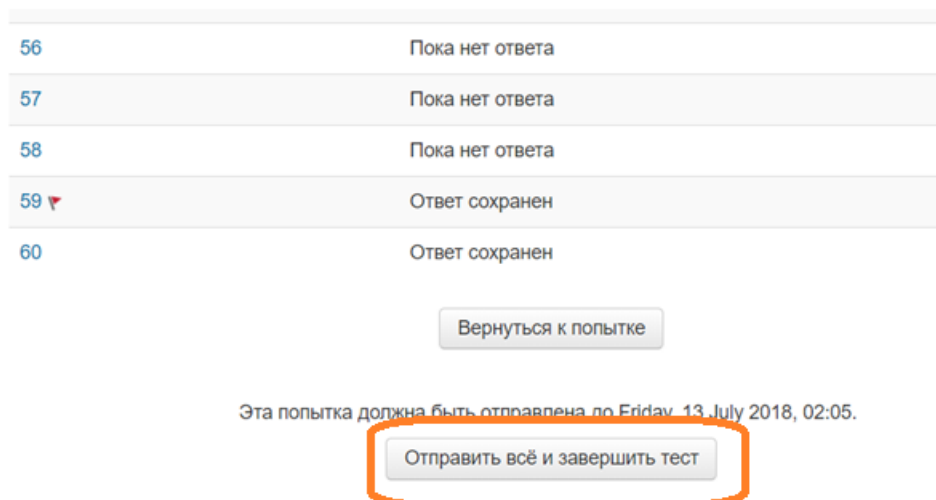 56 Пока нет ответа
57 Пока нет ответа
58 Пока нет ответа
59 Ответ сохранен
60 Ответ сохранен
Вернуться к попытке
Эта попытка должна быть отправлена до Friday, 13 July 2018, 02:05.
Отправить всё и завершить тест